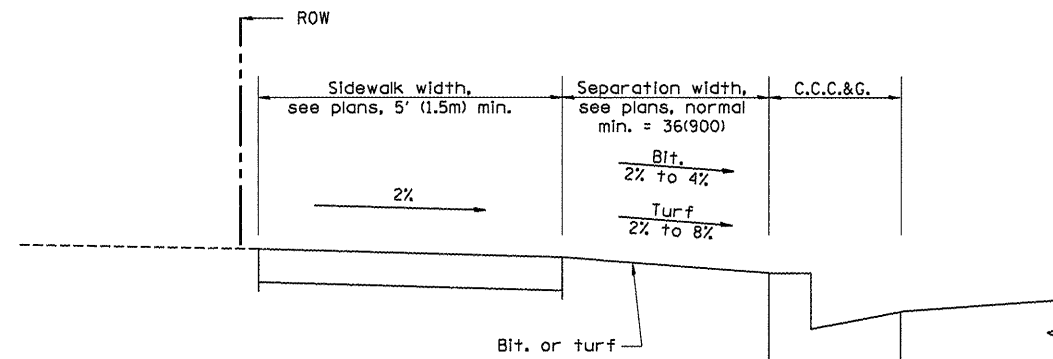 ROW
Sidewalk width,
see plans, 5' (1.5m) min.
Separation width,
see plans, normal
min. = 36(900)
C.C.C.&G.
Bit.
2% to 4%
2%
Turf
2% to 8%
Bit. or turf